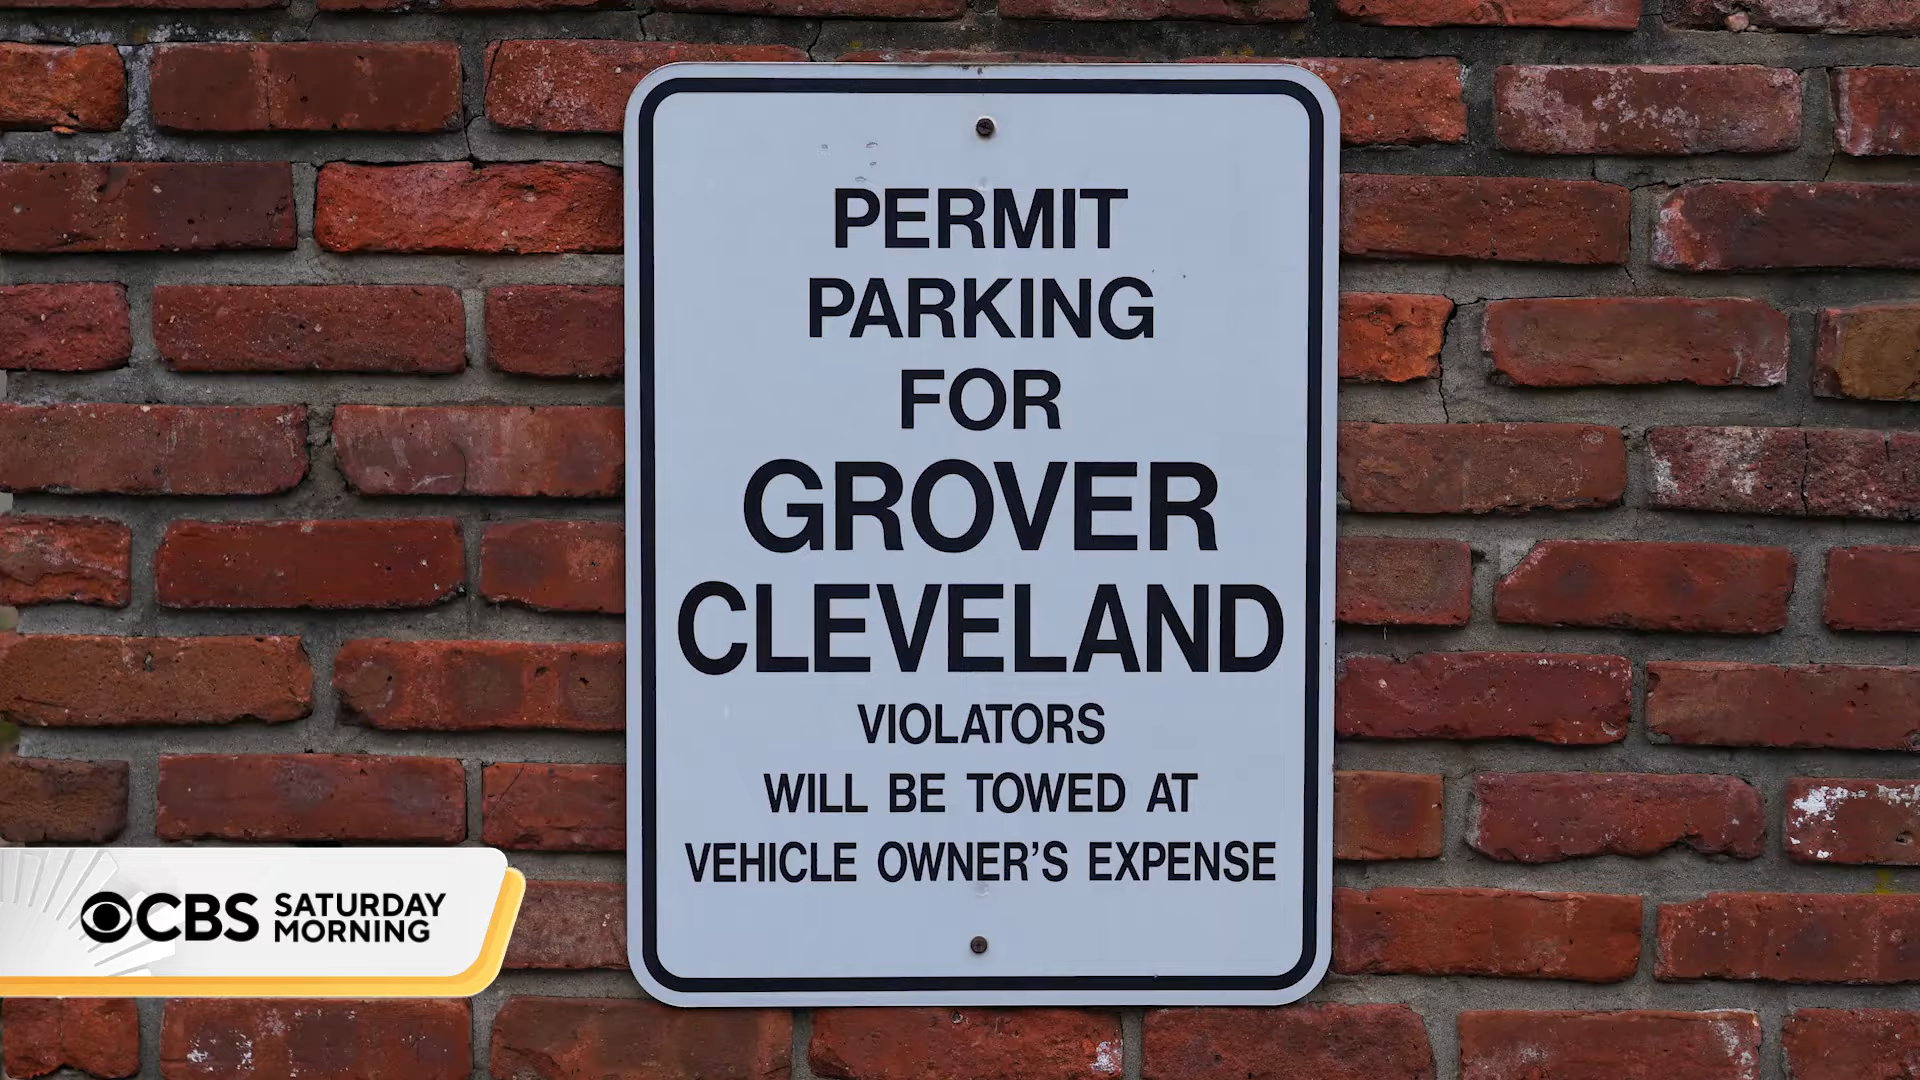 PERMIT
PARKING
FOR
GROVER
CLEVELAND
VIOLATORS
WILL BE TOWED AT
VEHICLE OWNER'S EXPENSE
CBS SATURDAY
MORNING